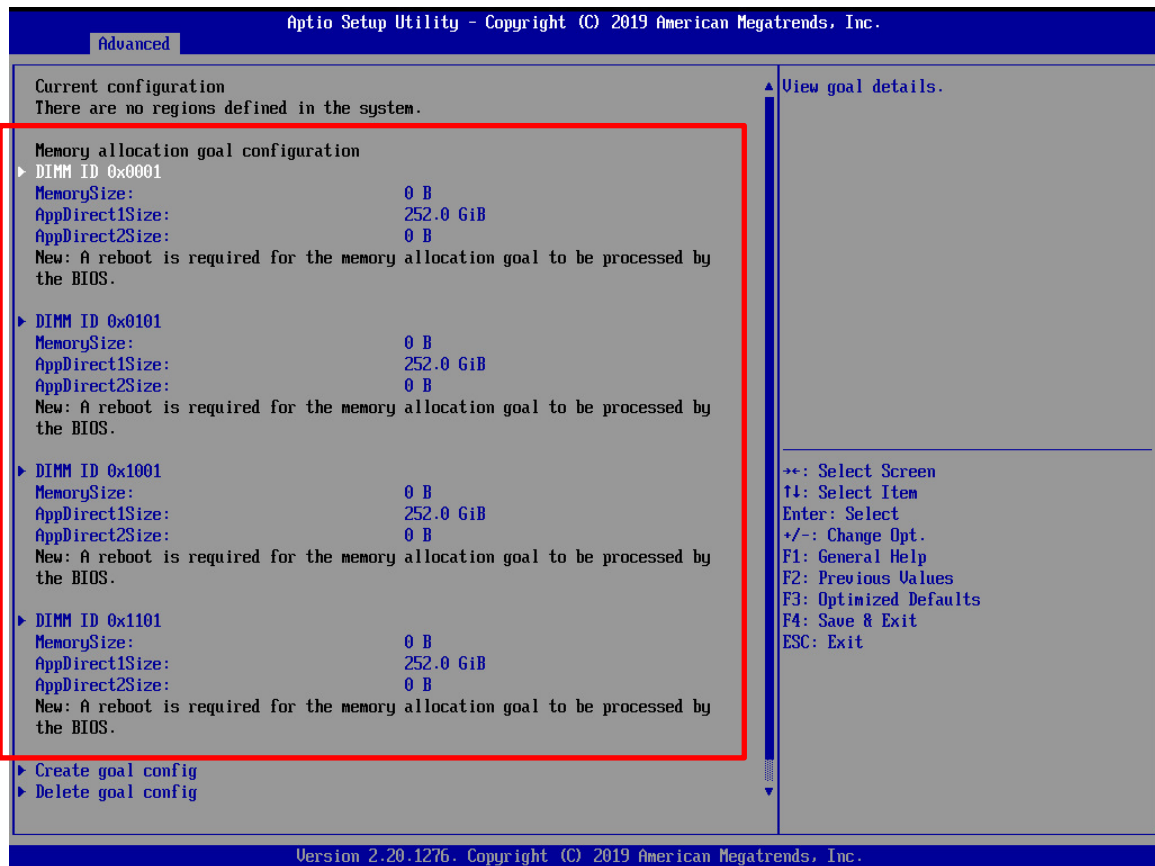 Aptio Setup Utility - Copyright (C) 2019 American Megatrends, Inc.
Advanced
Current configuration
There are no regions defined in the system.
Memory allocation goal configuration
▶ DIMM ID 0x0001
MemorySize: 0 B
AppDirect1Size: 252.0 GiB
AppDirect2Size: 0 B
New: A reboot is required for the memory allocation goal to be processed by
the BIOS.
▶ DIMM ID 0x0101
MemorySize: 0 B
AppDirect1Size: 252.0 GiB
AppDirect2Size: 0 B
New: A reboot is required for the memory allocation goal to be processed by
the BIOS.
▶ DIMM ID 0x1001
MemorySize: 0 B
AppDirect1Size: 252.0 GiB
AppDirect2Size: 0 B
New: A reboot is required for the memory allocation goal to be processed by
the BIOS.
▶ DIMM ID 0x1101
MemorySize: 0 B
AppDirect1Size: 252.0 GiB
AppDirect2Size: 0 B
New: A reboot is required for the memory allocation goal to be processed by
the BIOS.
▶ Create goal config
▶ Delete goal config
View goal details.
→←: Select Screen
↑↓: Select Item
Enter: Select
+/-: Change Opt.
F1: General Help
F2: Previous Values
F3: Optimized Defaults
F4: Save & Exit
ESC: Exit
Version 2.20.1276. Copyright (C) 2019 American Megatrends, Inc.